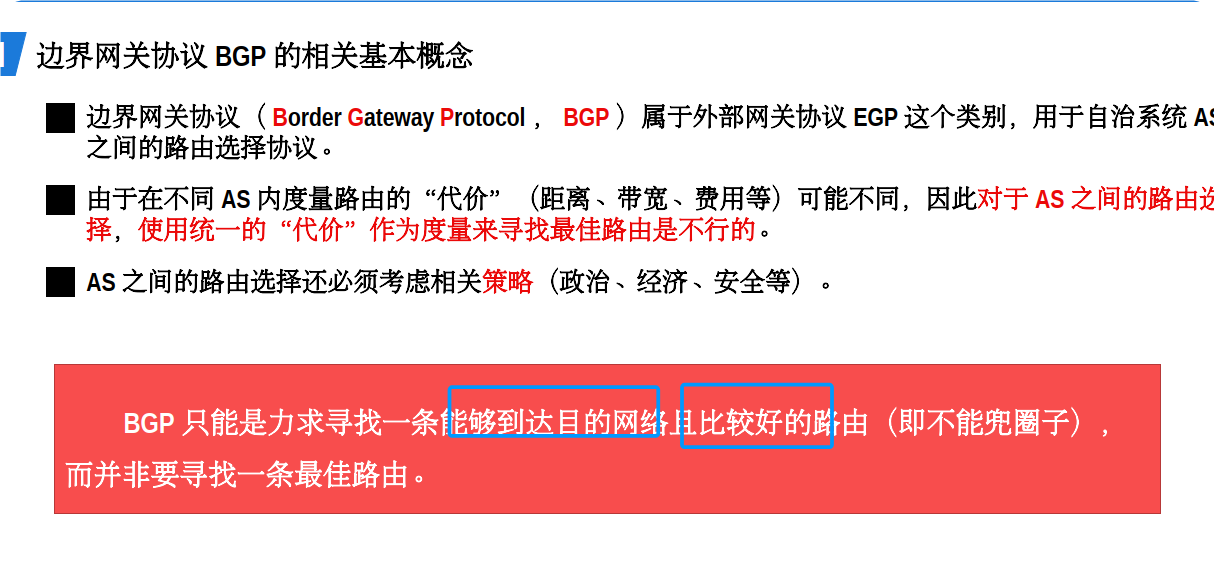 边界网关协议 BGP 的相关基本概念
边界网关协议（Border Gateway Protocol，BGP）属于外部网关协议 EGP 这个类别，用于自治系统 AS
之间的路由选择协议。
由于在不同 AS 内度量路由的“代价”（距离、带宽、费用等）可能不同，因此对于 AS 之间的路由选
择，使用统一的“代价”作为度量来寻找最佳路由是不行的。
AS 之间的路由选择还必须考虑相关策略（政治、经济、安全等）。
BGP 只能是力求寻找一条能够到达目的网络且比较好的路由（即不能兜圈子），
而并非要寻找一条最佳路由。